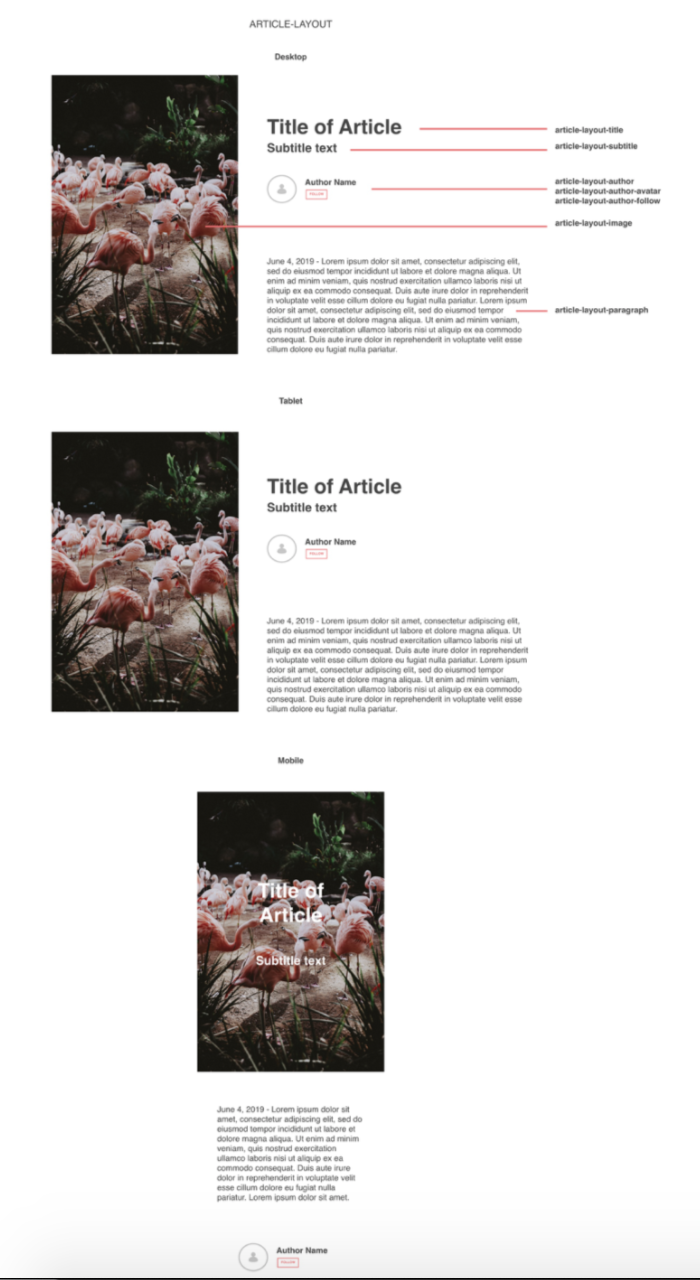 ARTICLE-LAYOUT
Desktop
Title of Article
article-layout-title
Subtitle text
article-layout-subtitle
Author Name
FOLLOW
article-layout-author
article-layout-author-avatar
article-layout-author-follow
article-layout-image
June 4, 2019 - Lorem ipsum dolor sit amet, consectetur adipiscing elit,
sed do eiusmod tempor incididunt ut labore et dolore magna aliqua. Ut
enim ad minim veniam, quis nostrud exercitation ullamco laboris nisi ut
aliquip ex ea commodo consequat. Duis aute irure dolor in reprehenderit
in voluptate velit esse cillum dolore eu fugiat nulla pariatur. Lorem ipsum
dolor sit amet, consectetur adipiscing elit, sed do eiusmod tempor
incididunt ut labore et dolore magna aliqua. Ut enim ad minim veniam,
quis nostrud exercitation ullamco laboris nisi ut aliquip ex ea commodo
consequat. Duis aute irure dolor in reprehenderit in voluptate velit esse
cillum dolore eu fugiat nulla pariatur.
article-layout-paragraph
Tablet
Title of Article
Subtitle text
Author Name
FOLLOW
June 4, 2019 - Lorem ipsum dolor sit amet, consectetur adipiscing elit,
sed do eiusmod tempor incididunt ut labore et dolore magna aliqua. Ut
enim ad minim veniam, quis nostrud exercitation ullamco laboris nisi ut
aliquip ex ea commodo consequat. Duis aute irure dolor in reprehenderit
in voluptate velit esse cillum dolore eu fugiat nulla pariatur. Lorem ipsum
dolor sit amet, consectetur adipiscing elit, sed do eiusmod tempor
incididunt ut labore et dolore magna aliqua. Ut enim ad minim veniam,
quis nostrud exercitation ullamco laboris nisi ut aliquip ex ea commodo
consequat. Duis aute irure dolor in reprehenderit in voluptate velit esse
cillum dolore eu fugiat nulla pariatur.
Mobile
Title of
Article
Subtitle text
June 4, 2019 - Lorem ipsum dolor sit
amet, consectetur adipiscing elit, sed do
eiusmod tempor incididunt ut labore et
dolore magna aliqua. Ut enim ad minim
veniam, quis nostrud exercitation
ullamco laboris nisi ut aliquip ex ea
commodo consequat. Duis aute irure
dolor in reprehenderit in voluptate velit
esse cillum dolore eu fugiat nulla
pariatur. Lorem ipsum dolor sit amet.
Author Name
FOLLOW